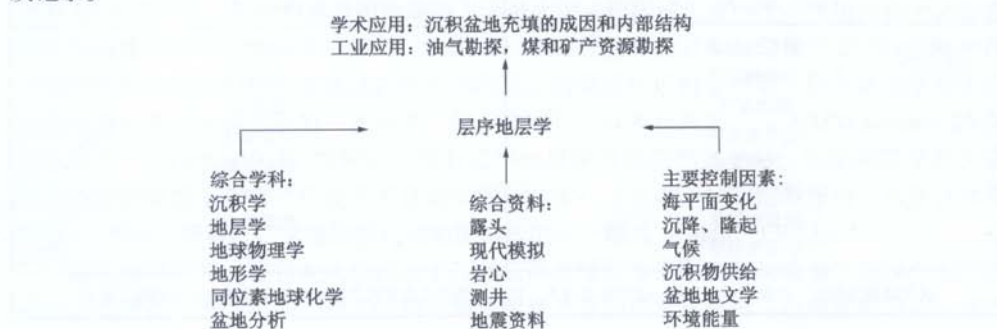 学术应用：沉积盆地充填的成因和内部结构
工业应用：油气勘探，煤和矿产资源勘探
层序地层学
综合学科：
沉积学
地层学
地球物理学
地形学
同位素地球化学
盆地分析
综合资料：
露头
现代模拟
岩心
测井
地震资料
主要控制因素：
海平面变化
沉降、隆起
气候
沉积物供给
盆地地文学
环境能量